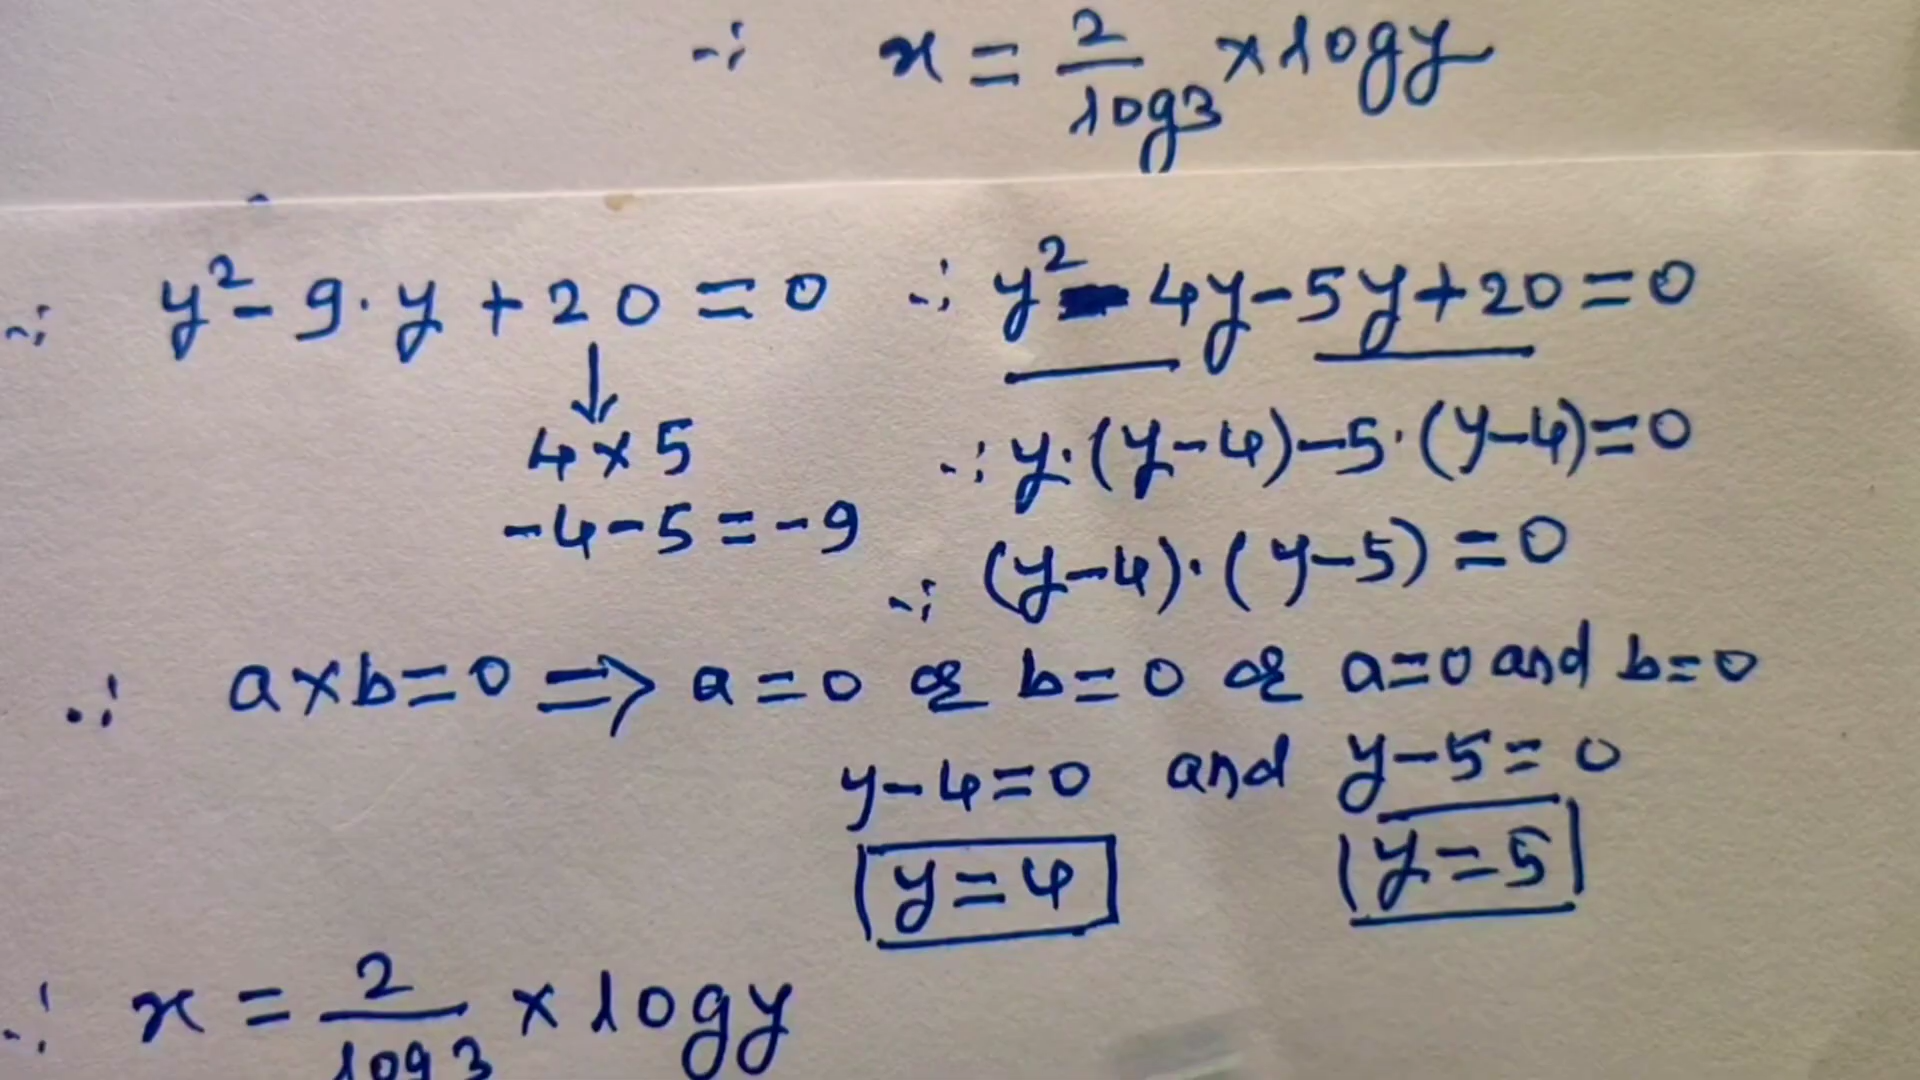 ∴ x = 2/log3 × logy
∴ y² - 9·y + 20 = 0
↓
4 × 5
-4 - 5 = -9
∴ y² - 4y - 5y + 20 = 0
∴ y·(y-4) - 5·(y-4) = 0
∴ (y-4)·(y-5) = 0
∴ a×b=0 ⇒ a=0 or b=0 or a=0 and b=0
y-4=0 and y-5=0
y=4 y=5
∴ x = 2/log3 × logy